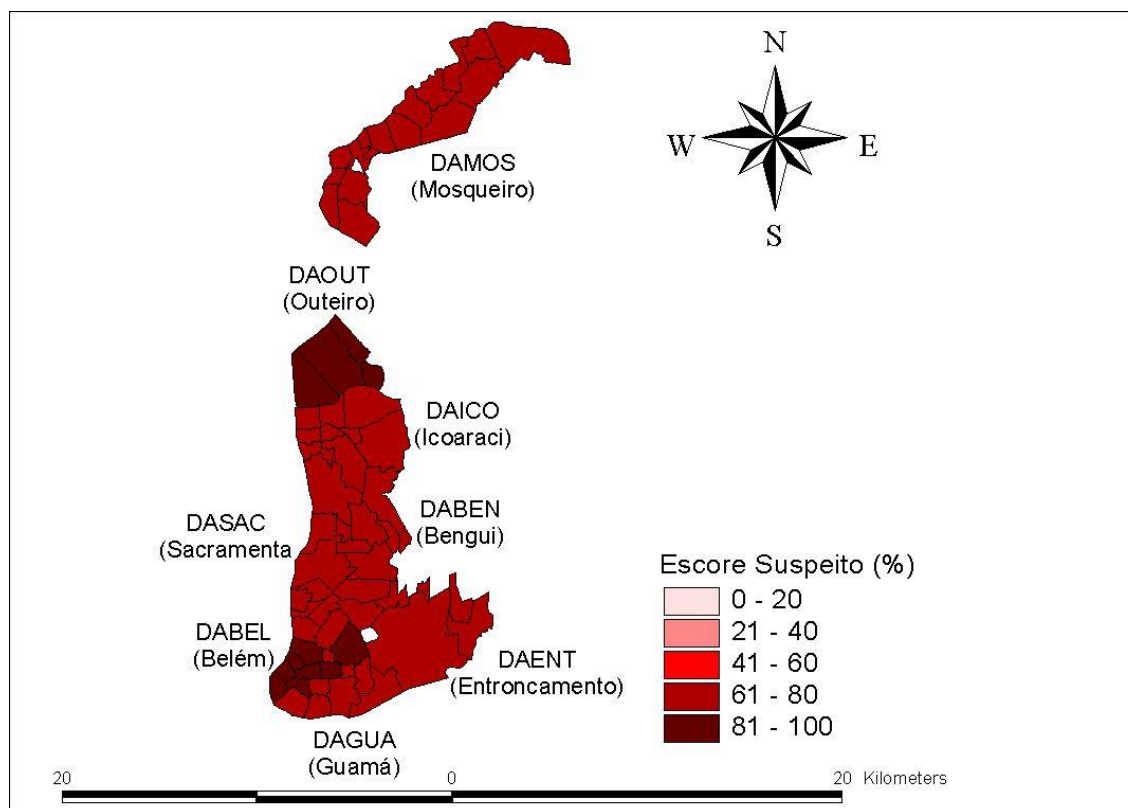 N
W E
S
DAMOS
(Mosqueiro)
DAOUT
(Outeiro)
DAICO
(Icoaraci)
DABEN
(Bengui)
DASAC
(Sacramenta
DABEL
(Belém)
DAENT
(Entroncamento)
DAGUA
(Guamá)
Escore Suspeito (%)
0 - 20
21 - 40
41 - 60
61 - 80
81 - 100
20 0 20 Kilometers